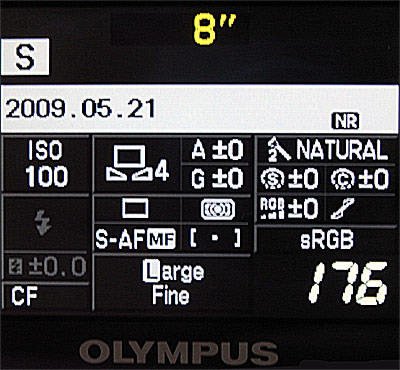 8"
S
2009.05.21
NR
ISO
100
4
A ±0
G ±0
NATURAL
S ±0 C ±0
RGB ±0
S-AF MF [ · ]
sRGB
±0.0
CF
Large
Fine
176
OLYMPUS